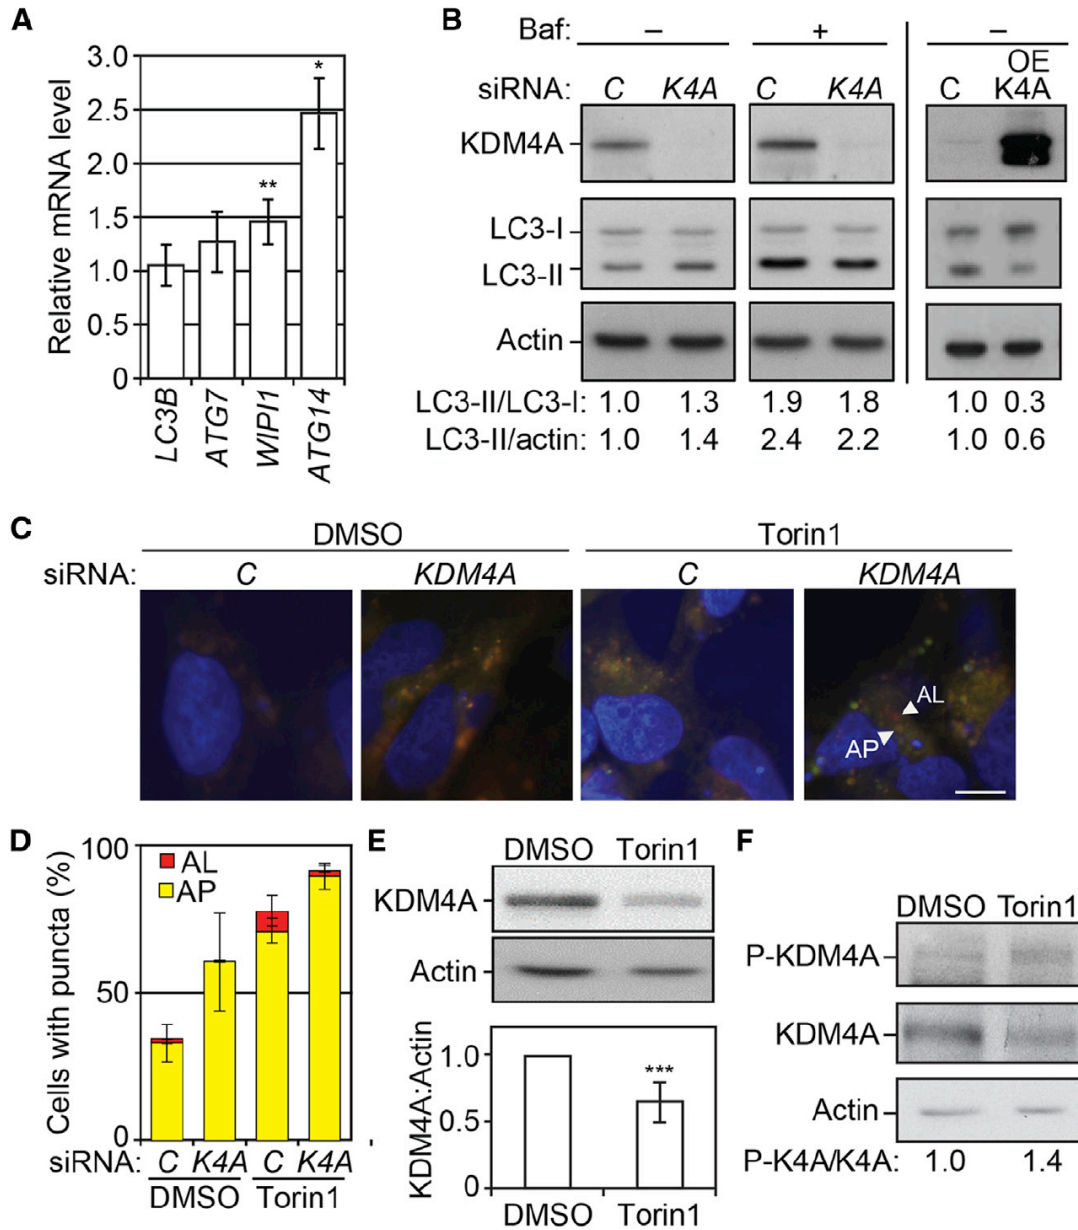 A
Relative mRNA level
3.0
2.5
2.0
1.5
1.0
0.5
0
*
**
LC3B
ATG7
WIPI1
ATG14
B
Baf: – + –
OE
siRNA: C K4A C K4A C K4A
KDM4A
LC3-I
LC3-II
Actin
LC3-II/LC3-I: 1.0 1.3 1.9 1.8 1.0 0.3
LC3-II/actin: 1.0 1.4 2.4 2.2 1.0 0.6
C
DMSO Torin1
siRNA: C KDM4A C KDM4A
AL
AP
D
Cells with puncta (%)
100
50
0
AL
AP
siRNA: C K4A C K4A
DMSO Torin1
E
DMSO Torin1
KDM4A
Actin
KDM4A:Actin
1.0
0.5
0
***
DMSO Torin1
F
DMSO Torin1
P-KDM4A
KDM4A
Actin
P-K4A/K4A: 1.0 1.4